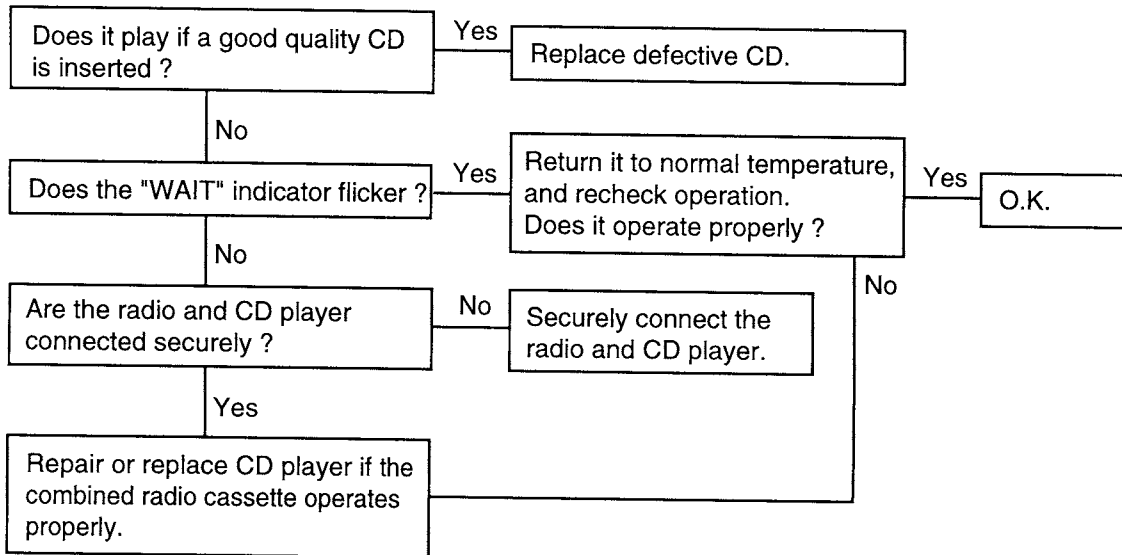 Does it play if a good quality CD
is inserted ?
Yes
Replace defective CD.
No
Does the "WAIT" indicator flicker ?
Yes
Return it to normal temperature,
and recheck operation.
Does it operate properly ?
Yes
O.K.
No
No
Are the radio and CD player
connected securely ?
No
Securely connect the
radio and CD player.
Yes
Repair or replace CD player if the
combined radio cassette operates
properly.